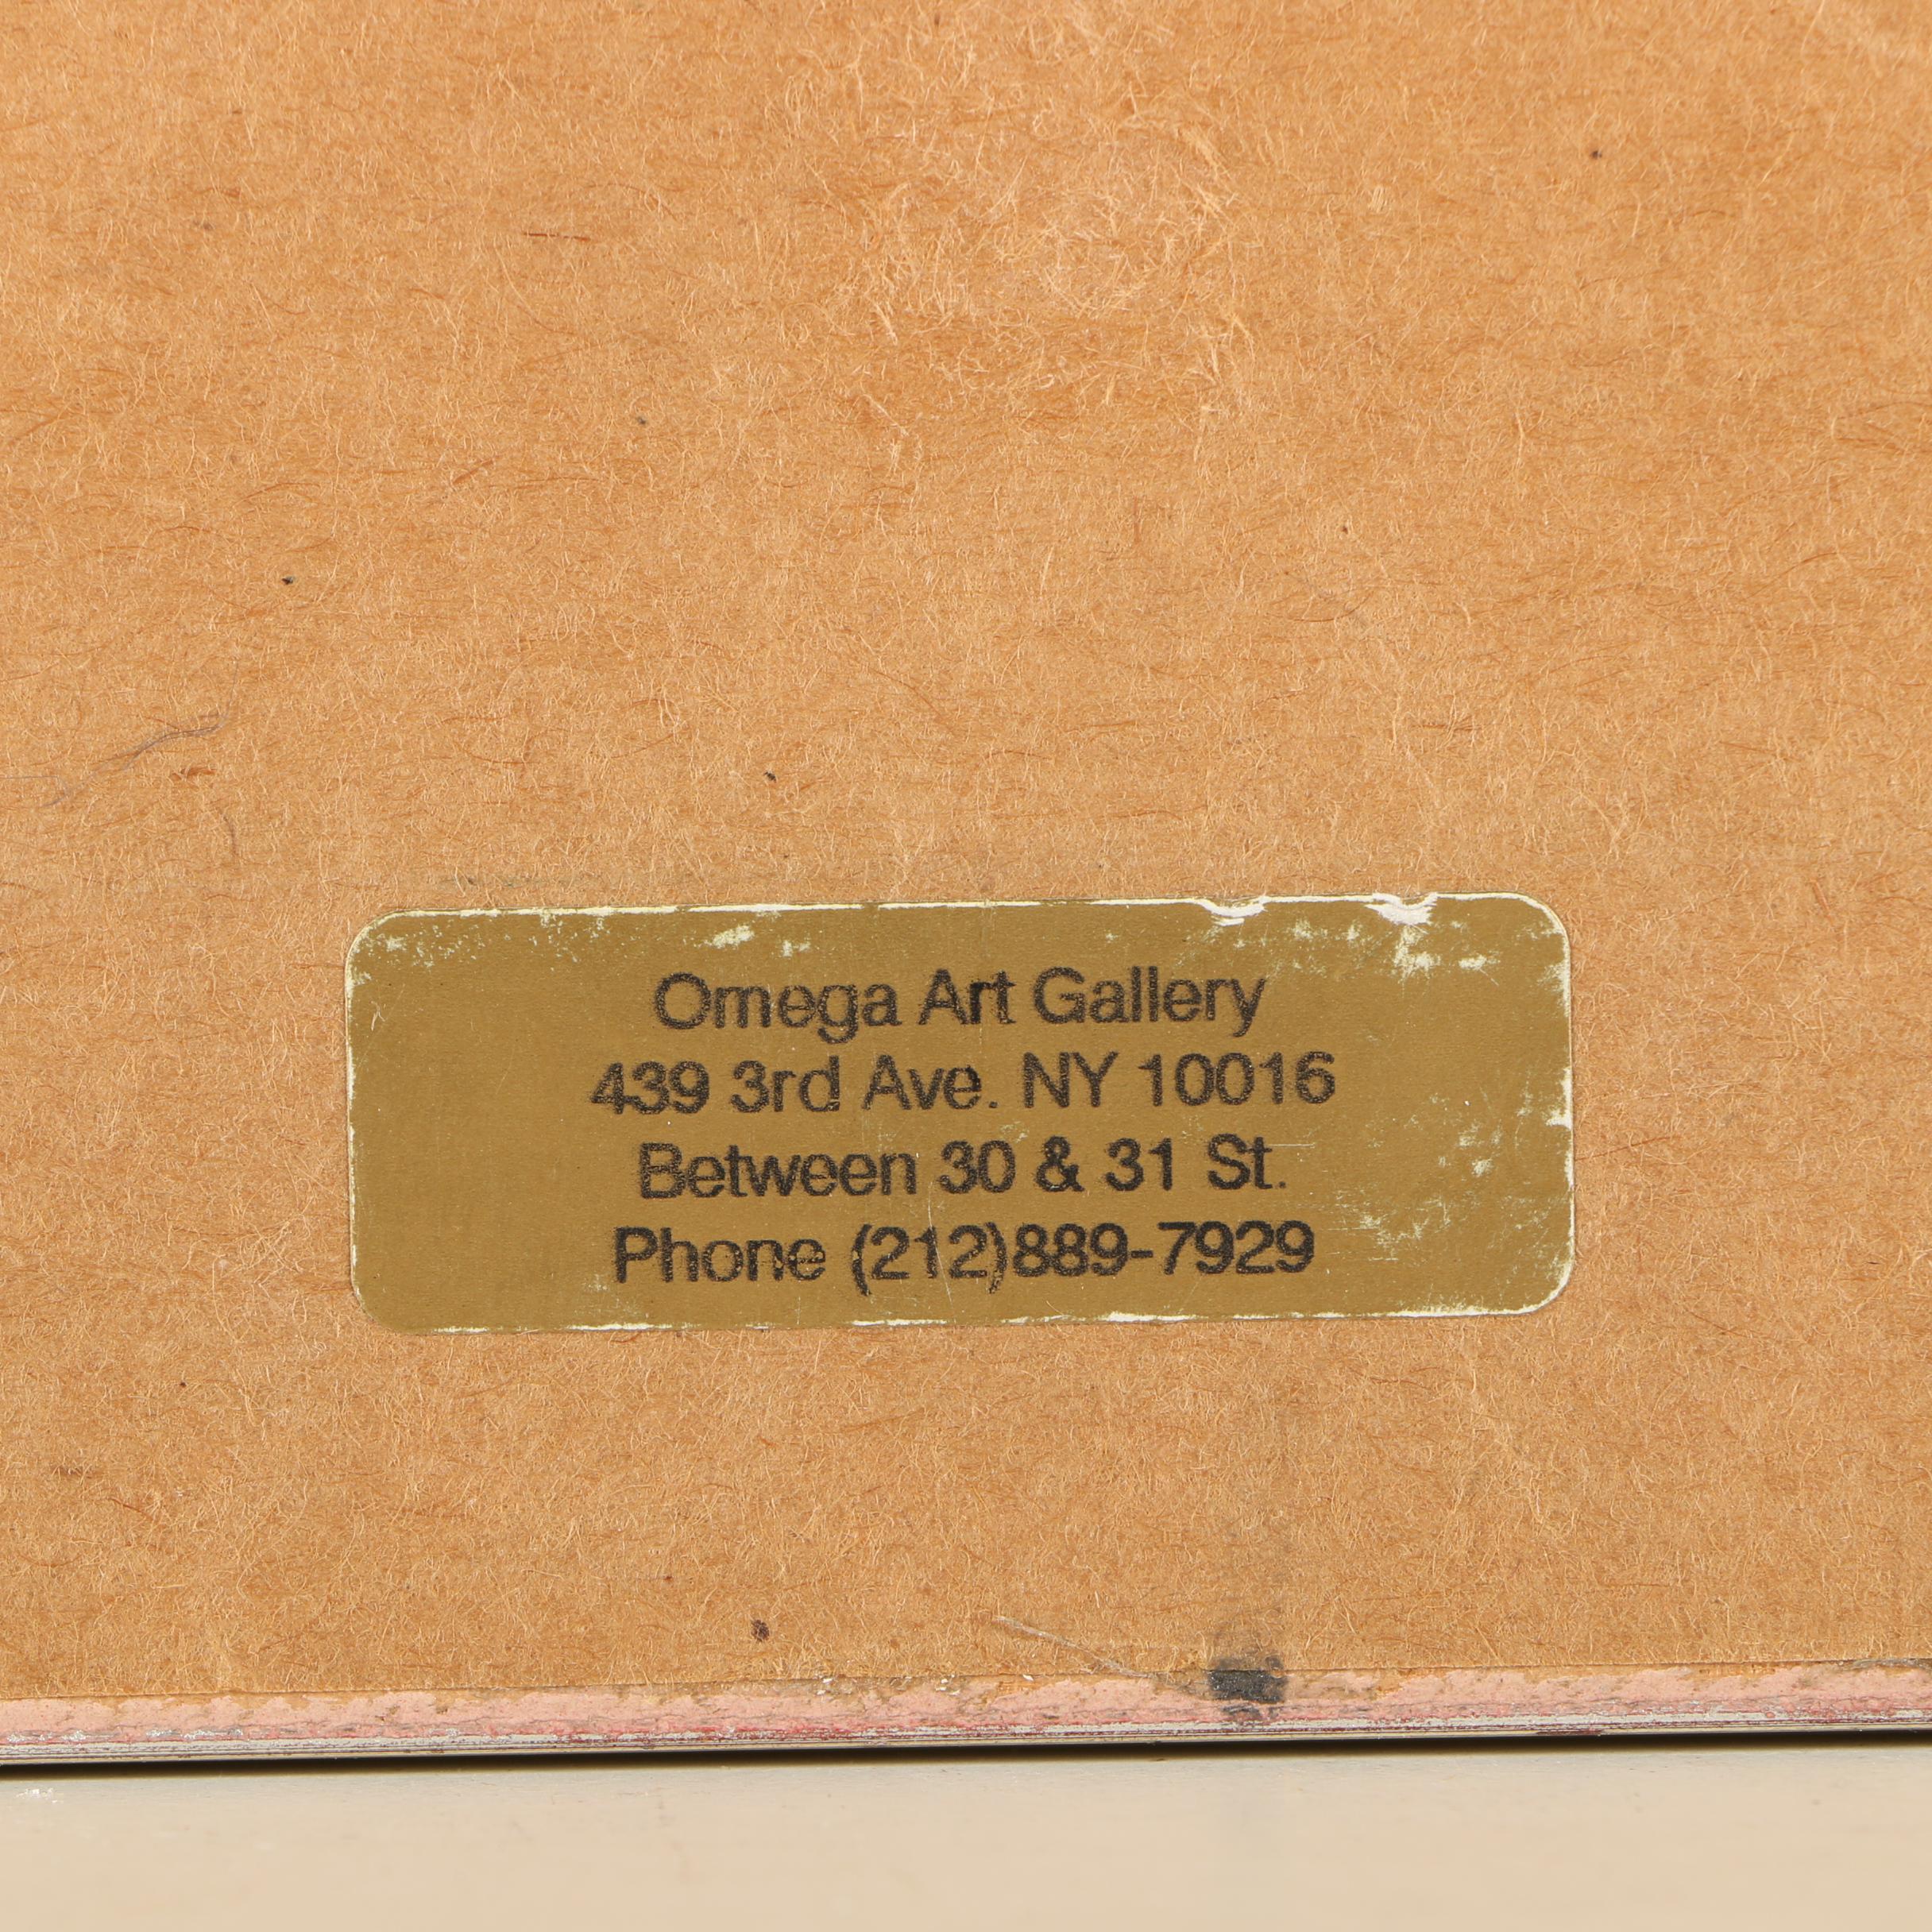 Omega Art Gallery
439 3rd Ave. NY 10016
Between 30 & 31 St.
Phone (212)889-7929